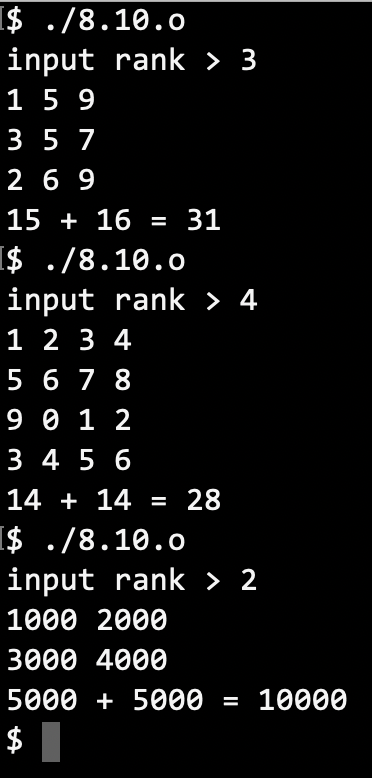 $ ./8.10.o
input rank > 3
1 5 9
3 5 7
2 6 9
15 + 16 = 31
$ ./8.10.o
input rank > 4
1 2 3 4
5 6 7 8
9 0 1 2
3 4 5 6
14 + 14 = 28
$ ./8.10.o
input rank > 2
1000 2000
3000 4000
5000 + 5000 = 10000
$